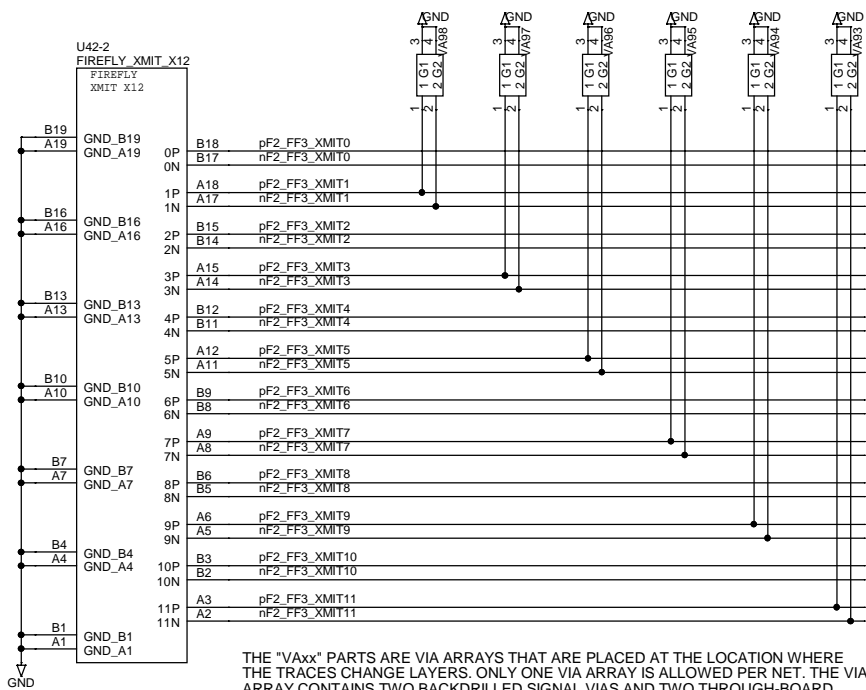 GND GND GND GND GND GND
3 4 VA98 3 4 VA97 3 4 VA96 3 4 VA95 3 4 VA94 3 4 VA93
1 G1 2 G2 1 G1 2 G2 1 G1 2 G2 1 G1 2 G2 1 G1 2 G2 1 G1 2 G2
1 2 1 2 1 2 1 2 1 2 1 2
U42-2
FIREFLY_XMIT_X12
FIREFLY
XMIT X12
B19 GND_B19
A19 GND_A19
0P B18 pF2_FF3_XMIT0
0N B17 nF2_FF3_XMIT0
1P A18 pF2_FF3_XMIT1
1N A17 nF2_FF3_XMIT1
B16 GND_B16
A16 GND_A16
2P B15 pF2_FF3_XMIT2
2N B14 nF2_FF3_XMIT2
3P A15 pF2_FF3_XMIT3
3N A14 nF2_FF3_XMIT3
B13 GND_B13
A13 GND_A13
4P B12 pF2_FF3_XMIT4
4N B11 nF2_FF3_XMIT4
5P A12 pF2_FF3_XMIT5
5N A11 nF2_FF3_XMIT5
B10 GND_B10
A10 GND_A10
6P B9 pF2_FF3_XMIT6
6N B8 nF2_FF3_XMIT6
7P A9 pF2_FF3_XMIT7
7N A8 nF2_FF3_XMIT7
B7 GND_B7
A7 GND_A7
8P B6 pF2_FF3_XMIT8
8N B5 nF2_FF3_XMIT8
9P A6 pF2_FF3_XMIT9
9N A5 nF2_FF3_XMIT9
B4 GND_B4
A4 GND_A4
10P B3 pF2_FF3_XMIT10
10N B2 nF2_FF3_XMIT10
11P A3 pF2_FF3_XMIT11
11N A2 nF2_FF3_XMIT11
B1 GND_B1
A1 GND_A1
GND
THE "VAxx" PARTS ARE VIA ARRAYS THAT ARE PLACED AT THE LOCATION WHERE
THE TRACES CHANGE LAYERS. ONLY ONE VIA ARRAY IS ALLOWED PER NET. THE VIA
ARRAY CONTAINS TWO BACKDRILLED SIGNAL VIAS AND TWO THROUGH-BOARD